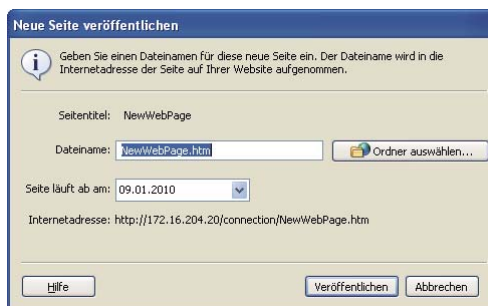 Neue Seite veröffentlichen
Geben Sie einen Dateinamen für diese neue Seite ein. Der Dateiname wird in die
Internetadresse der Seite auf Ihrer Website aufgenommen.
Seitentitel: NewWebPage
Dateiname: NewWebPage.htm Ordner auswählen...
Seite läuft ab am: 09.01.2010
Internetadresse: http://172.16.204.20/connection/NewWebPage.htm
Hilfe Veröffentlichen Abbrechen